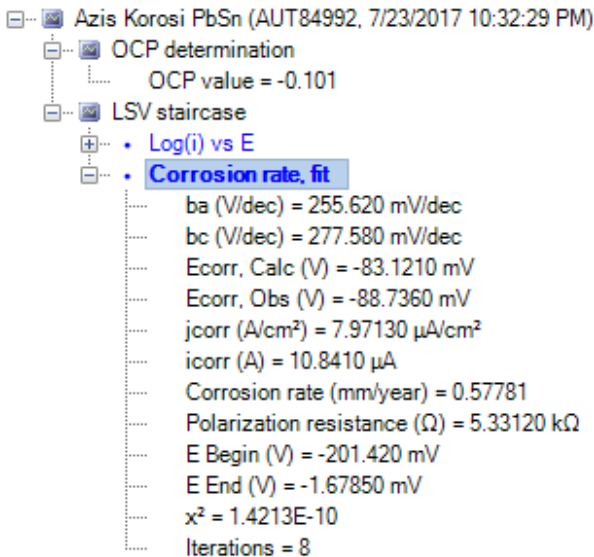 Azis Korosi PbSn (AUT84992, 7/23/2017 10:32:29 PM)
OCP determination
OCP value = -0.101
LSV staircase
Log(i) vs E
Corrosion rate, fit
ba (V/dec) = 255.620 mV/dec
bc (V/dec) = 277.580 mV/dec
Ecorr, Calc (V) = -83.1210 mV
Ecorr, Obs (V) = -88.7360 mV
jcorr (A/cm²) = 7.97130 µA/cm²
icorr (A) = 10.8410 µA
Corrosion rate (mm/year) = 0.57781
Polarization resistance (Ω) = 5.33120 kΩ
E Begin (V) = -201.420 mV
E End (V) = -1.67850 mV
x² = 1.4213E-10
Iterations = 8